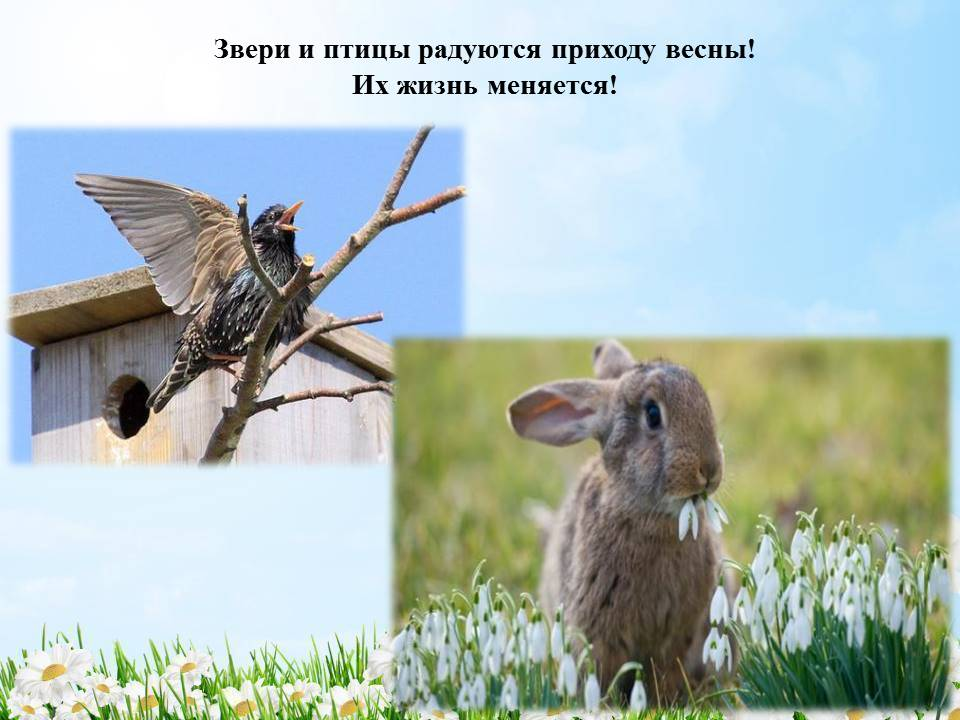 Звери и птицы радуются приходу весны!
Их жизнь меняется!